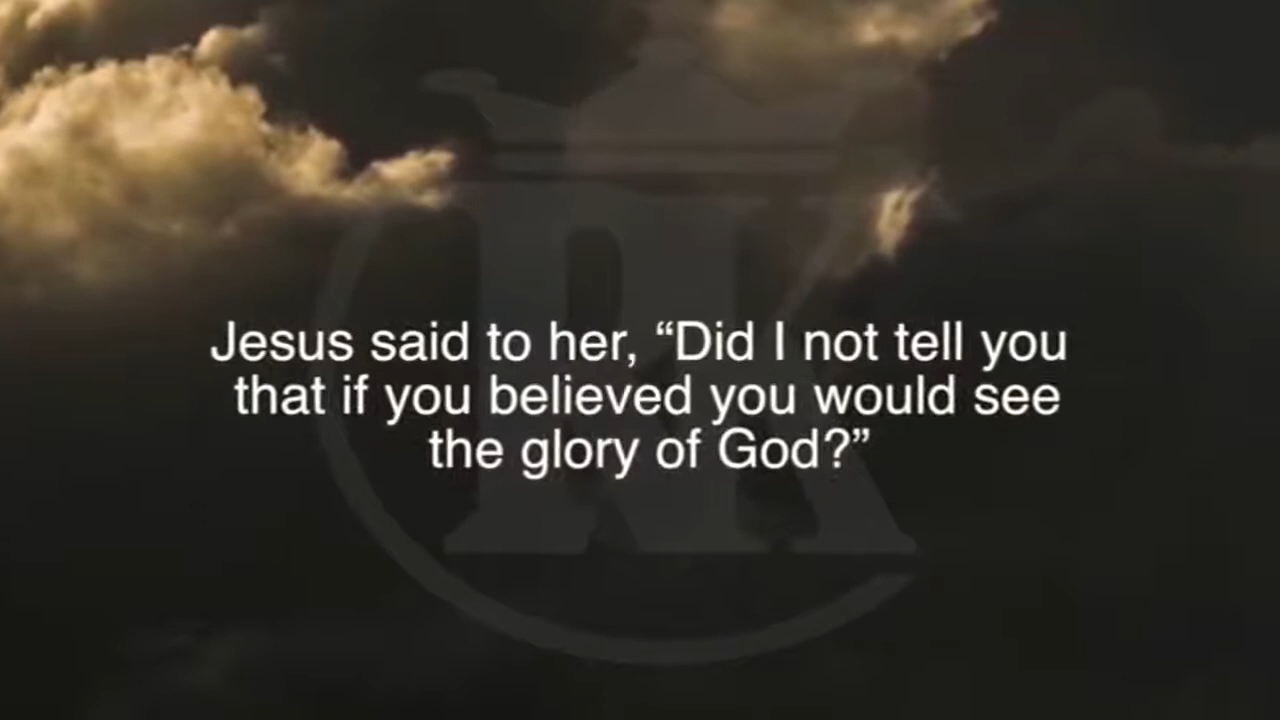 Jesus said to her, “Did I not tell you
that if you believed you would see
the glory of God?”